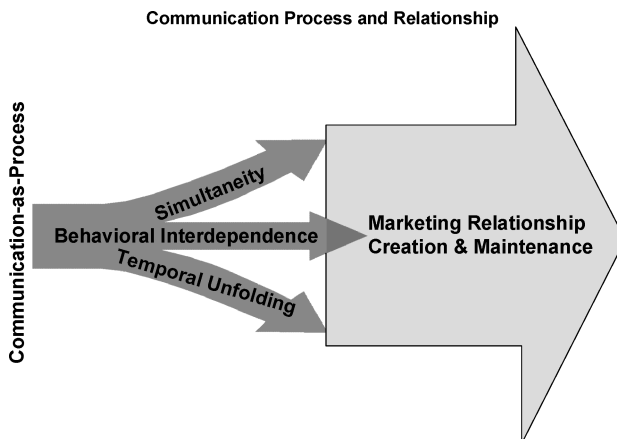 Communication Process and Relationship
Communication-as-Process
Simultaneity
Behavioral Interdependence
Temporal Unfolding
Marketing Relationship
Creation & Maintenance